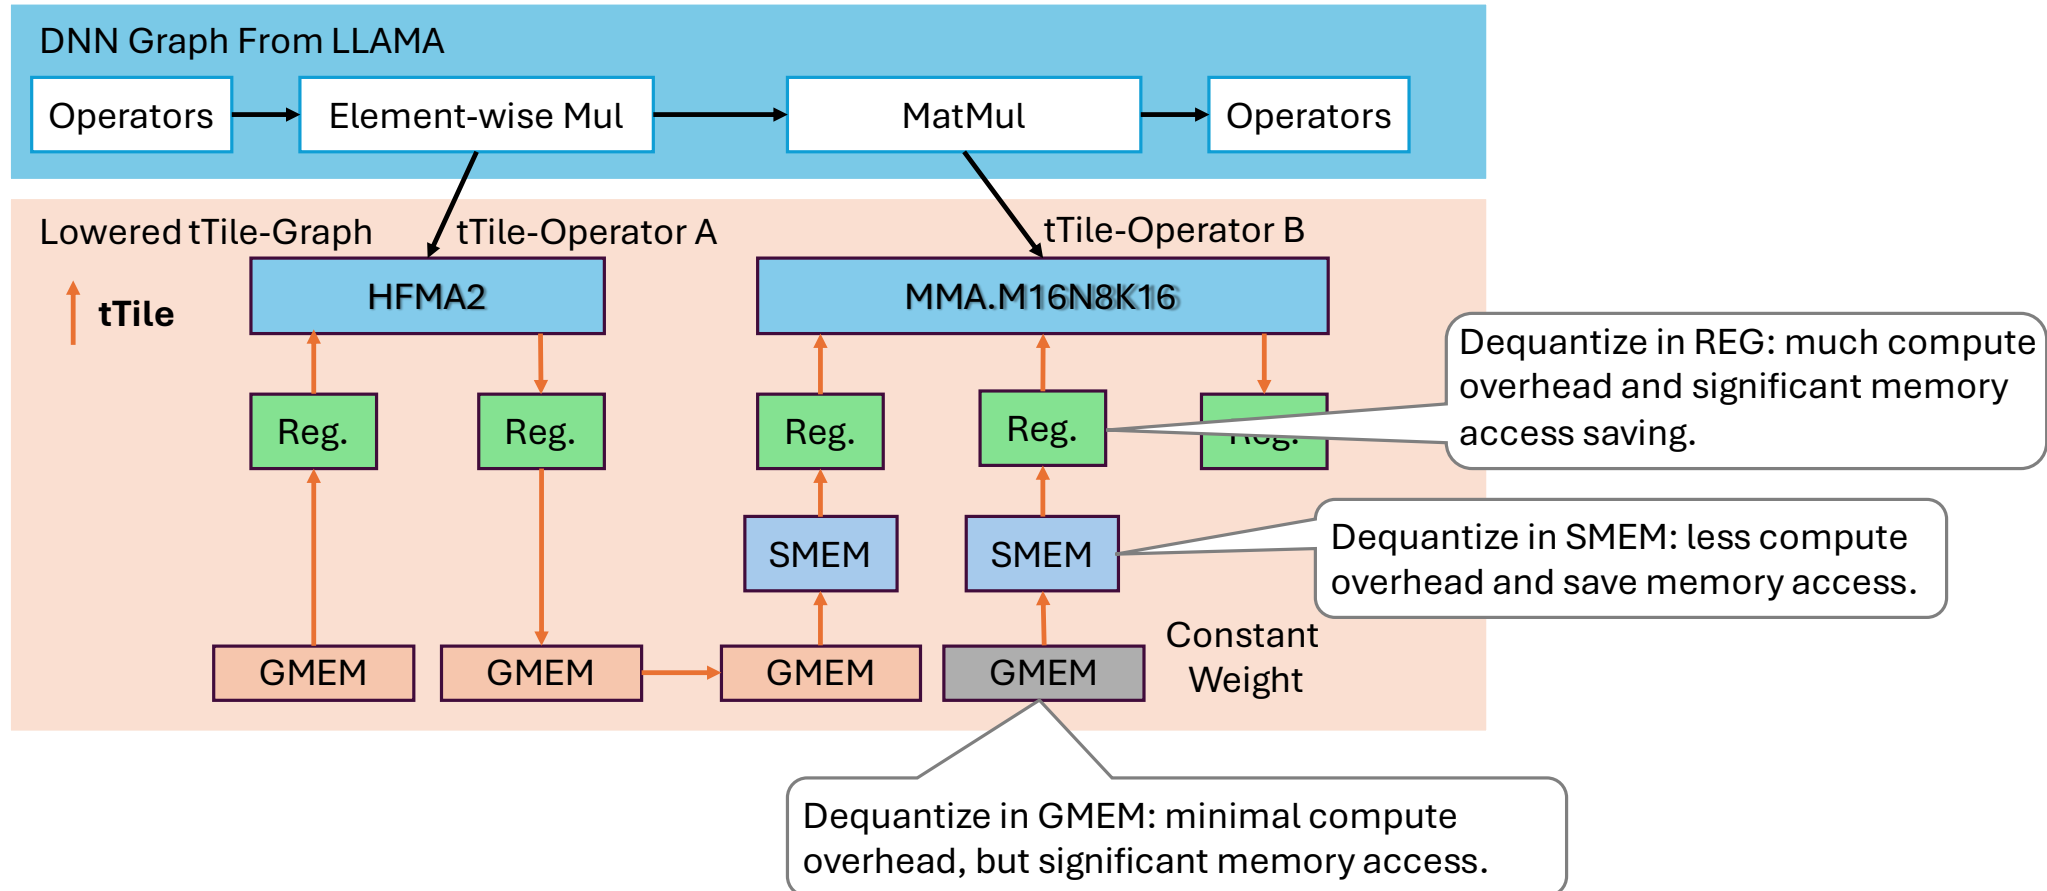 DNN Graph From LLAMA
Operators
Element-wise Mul
MatMul
Operators
Lowered tTile-Graph
tTile-Operator A
tTile-Operator B
tTile
HFMA2
MMA.M16N8K16
Reg.
Reg.
Reg.
Reg.
Reg.
Dequantize in REG: much compute
overhead and significant memory
access saving.
SMEM
SMEM
Dequantize in SMEM: less compute
overhead and save memory access.
GMEM
GMEM
GMEM
GMEM
Constant
Weight
Dequantize in GMEM: minimal compute
overhead, but significant memory access.